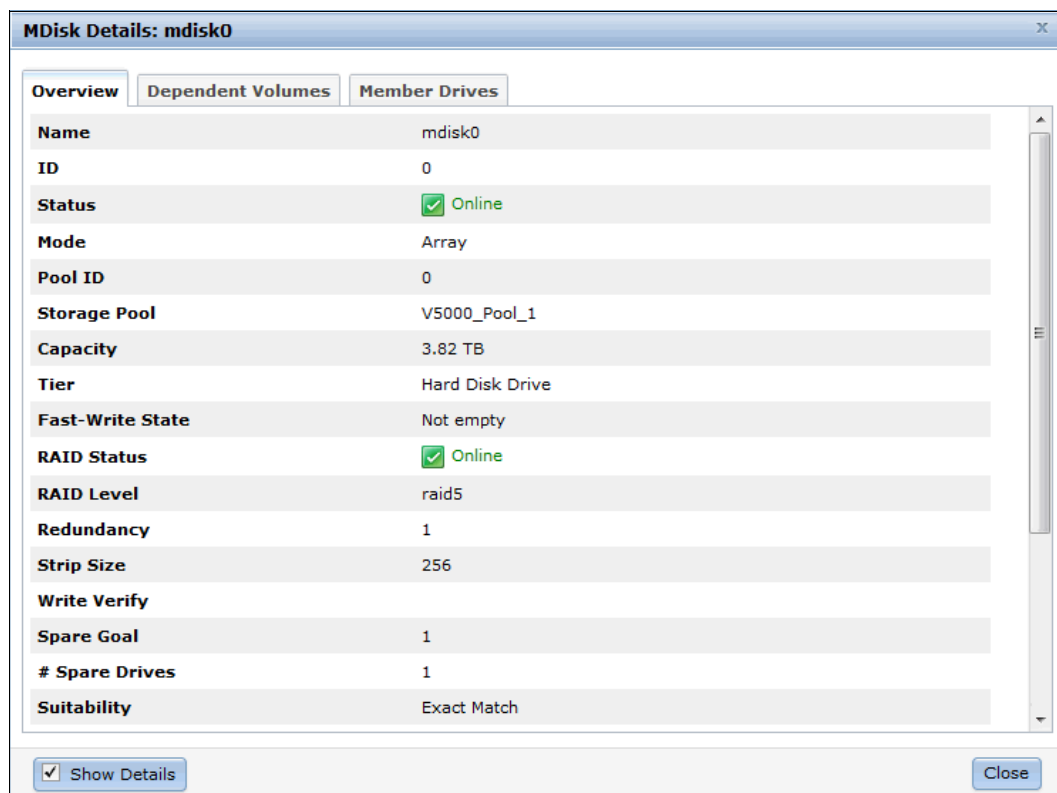 MDisk Details: mdisk0 x
Overview Dependent Volumes Member Drives
Name mdisk0
ID 0
Status Online
Mode Array
Pool ID 0
Storage Pool V5000_Pool_1
Capacity 3.82 TB
Tier Hard Disk Drive
Fast-Write State Not empty
RAID Status Online
RAID Level raid5
Redundancy 1
Strip Size 256
Write Verify
Spare Goal 1
# Spare Drives 1
Suitability Exact Match
Show Details Close